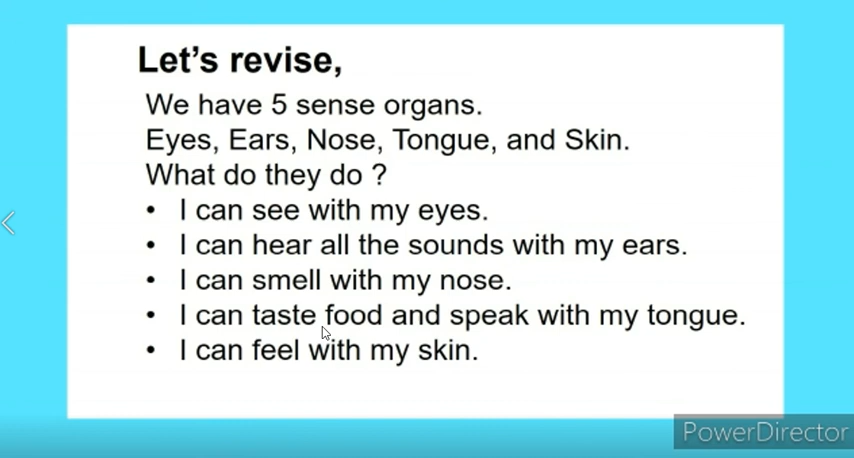 Let's revise,
We have 5 sense organs.
Eyes, Ears, Nose, Tongue, and Skin.
What do they do ?
• I can see with my eyes.
• I can hear all the sounds with my ears.
• I can smell with my nose.
• I can taste food and speak with my tongue.
• I can feel with my skin.
PowerDirector